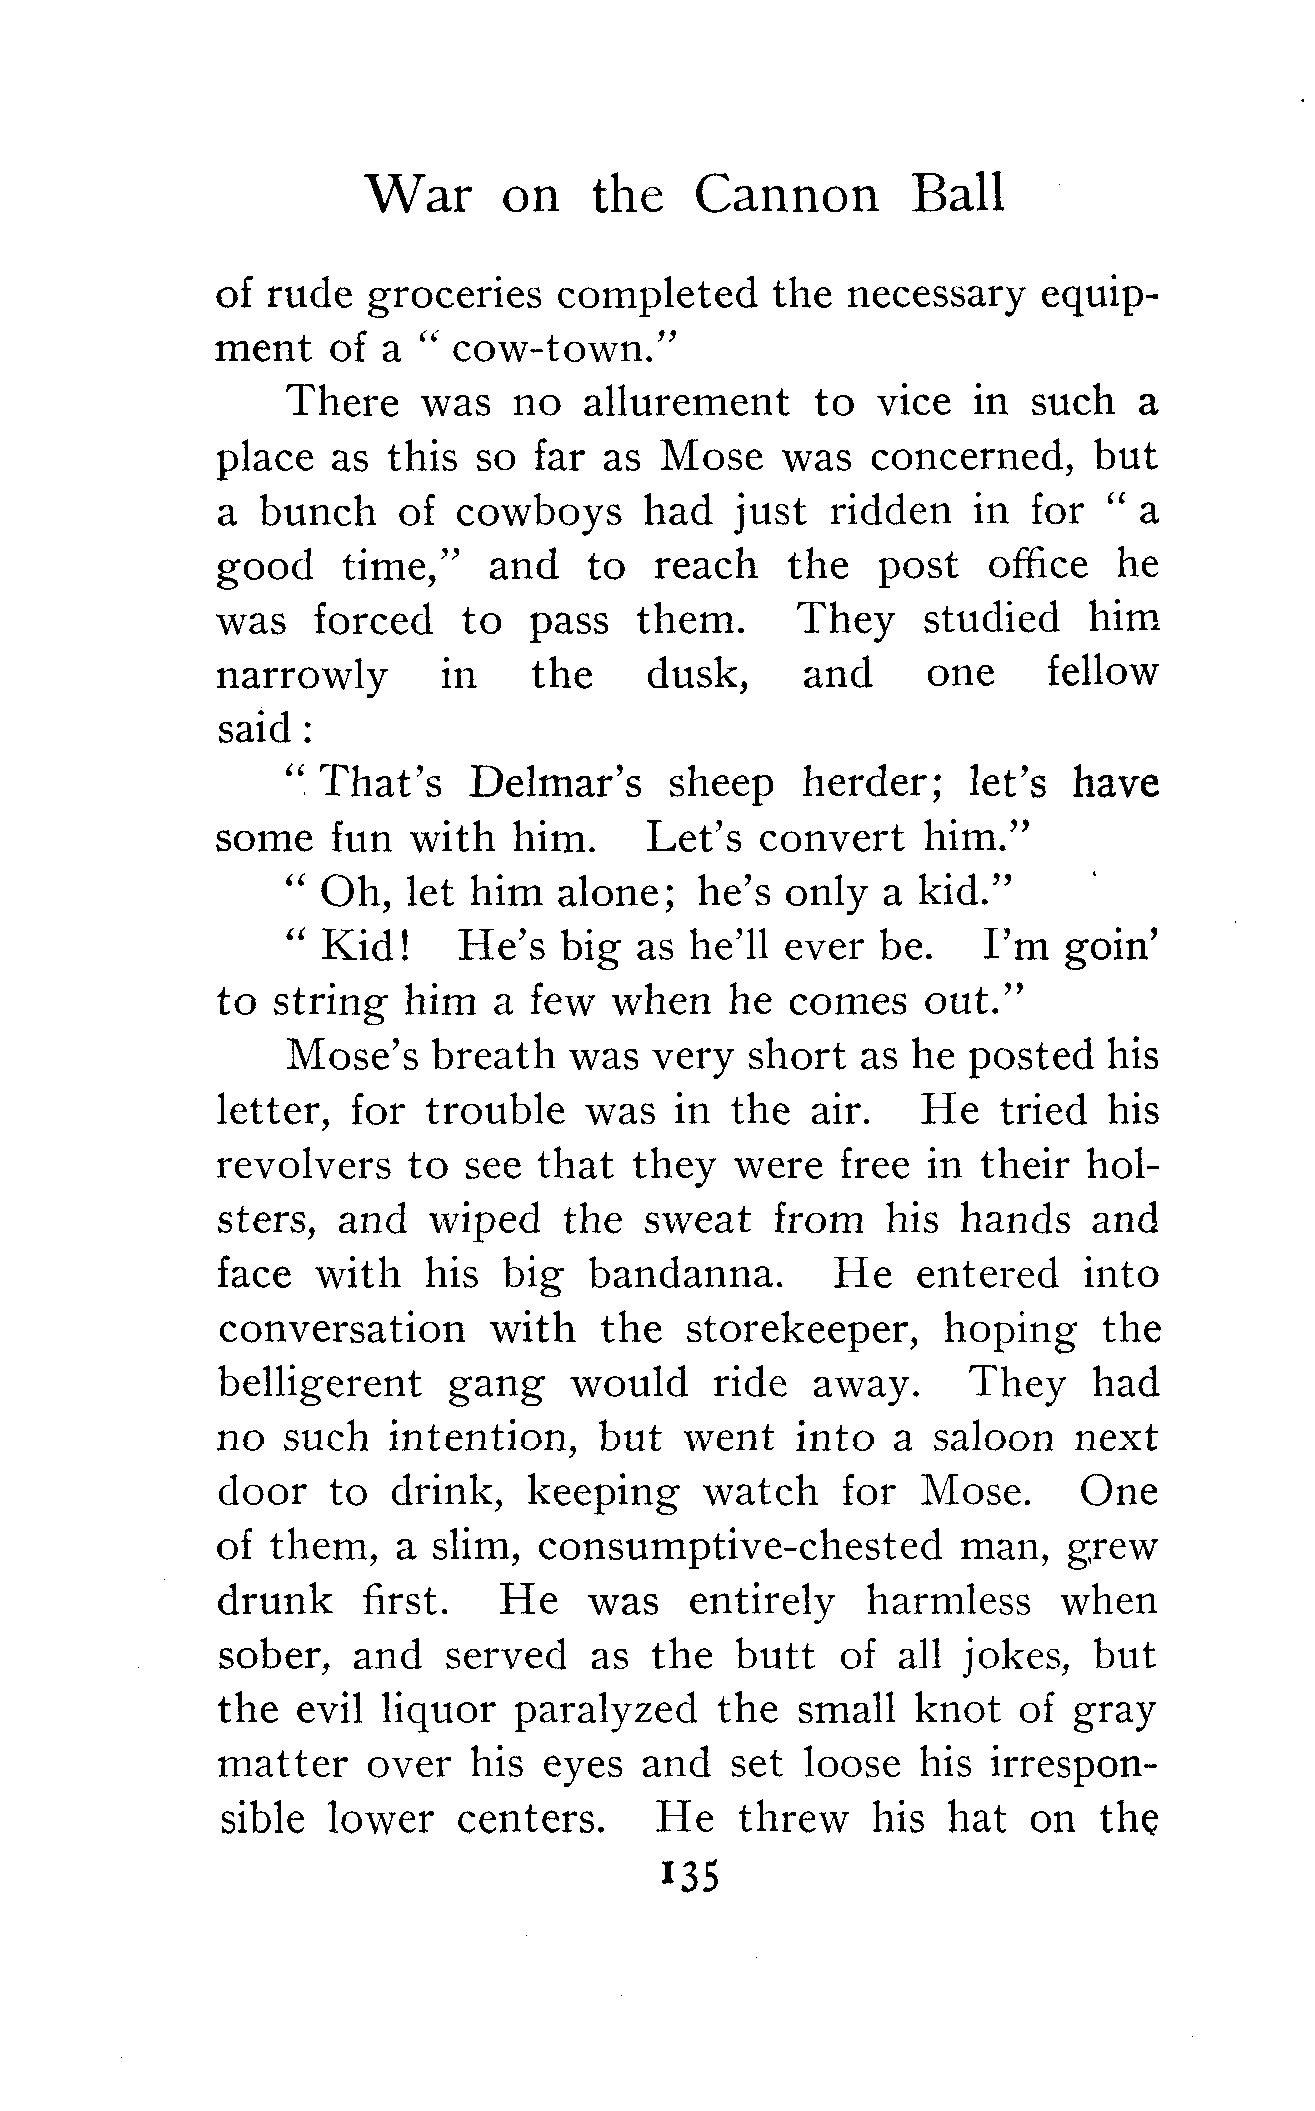 War on the Cannon Ball
of rude groceries completed the necessary equip-
ment of a " cow-town."
There was no allurement to vice in such a
place as this so far as Mose was concerned, but
a bunch of cowboys had just ridden in for " a
good time," and to reach the post office he
was forced to pass them. They studied him
narrowly in the dusk, and one fellow
said :
" That's Delmar's sheep herder; let's have
some fun with him. Let's convert him."
" Oh, let him alone; he's only a kid."
" Kid! He's big as he'll ever be. I'm goin'
to string him a few when he comes out."
Mose's breath was very short as he posted his
letter, for trouble was in the air. He tried his
revolvers to see that they were free in their hol-
sters, and wiped the sweat from his hands and
face with his big bandanna. He entered into
conversation with the storekeeper, hoping the
belligerent gang would ride away. They had
no such intention, but went into a saloon next
door to drink, keeping watch for Mose. One
of them, a slim, consumptive-chested man, grew
drunk first. He was entirely harmless when
sober, and served as the butt of all jokes, but
the evil liquor paralyzed the small knot of gray
matter over his eyes and set loose his irrespon-
sible lower centers. He threw his hat on the
135